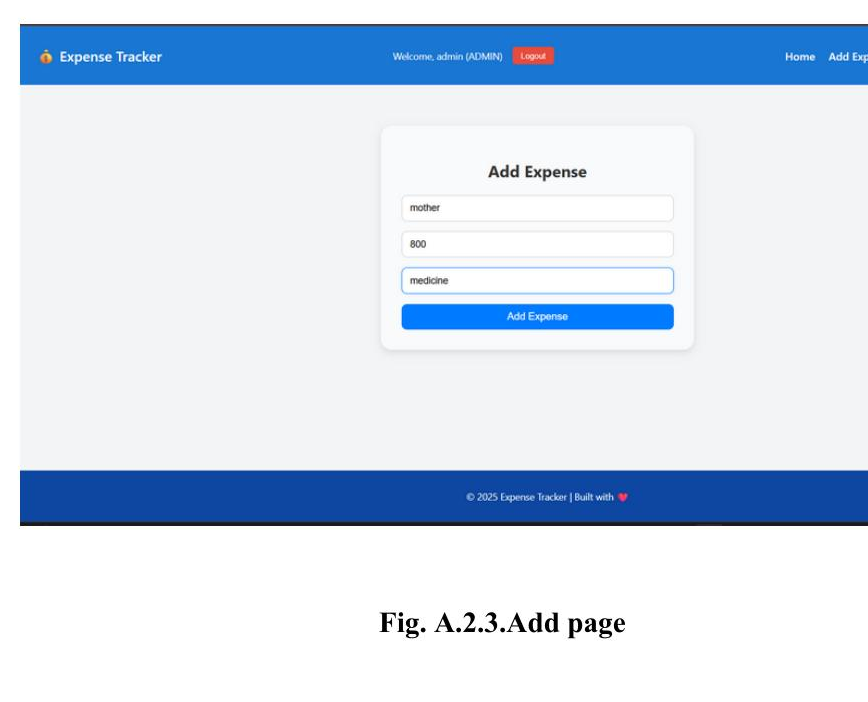 Expense Tracker
Welcome, admin (ADMIN) Logout
Home Add Exp
Add Expense
mother
800
medicine
Add Expense
© 2025 Expense Tracker | Built with ❤
Fig. A.2.3.Add page